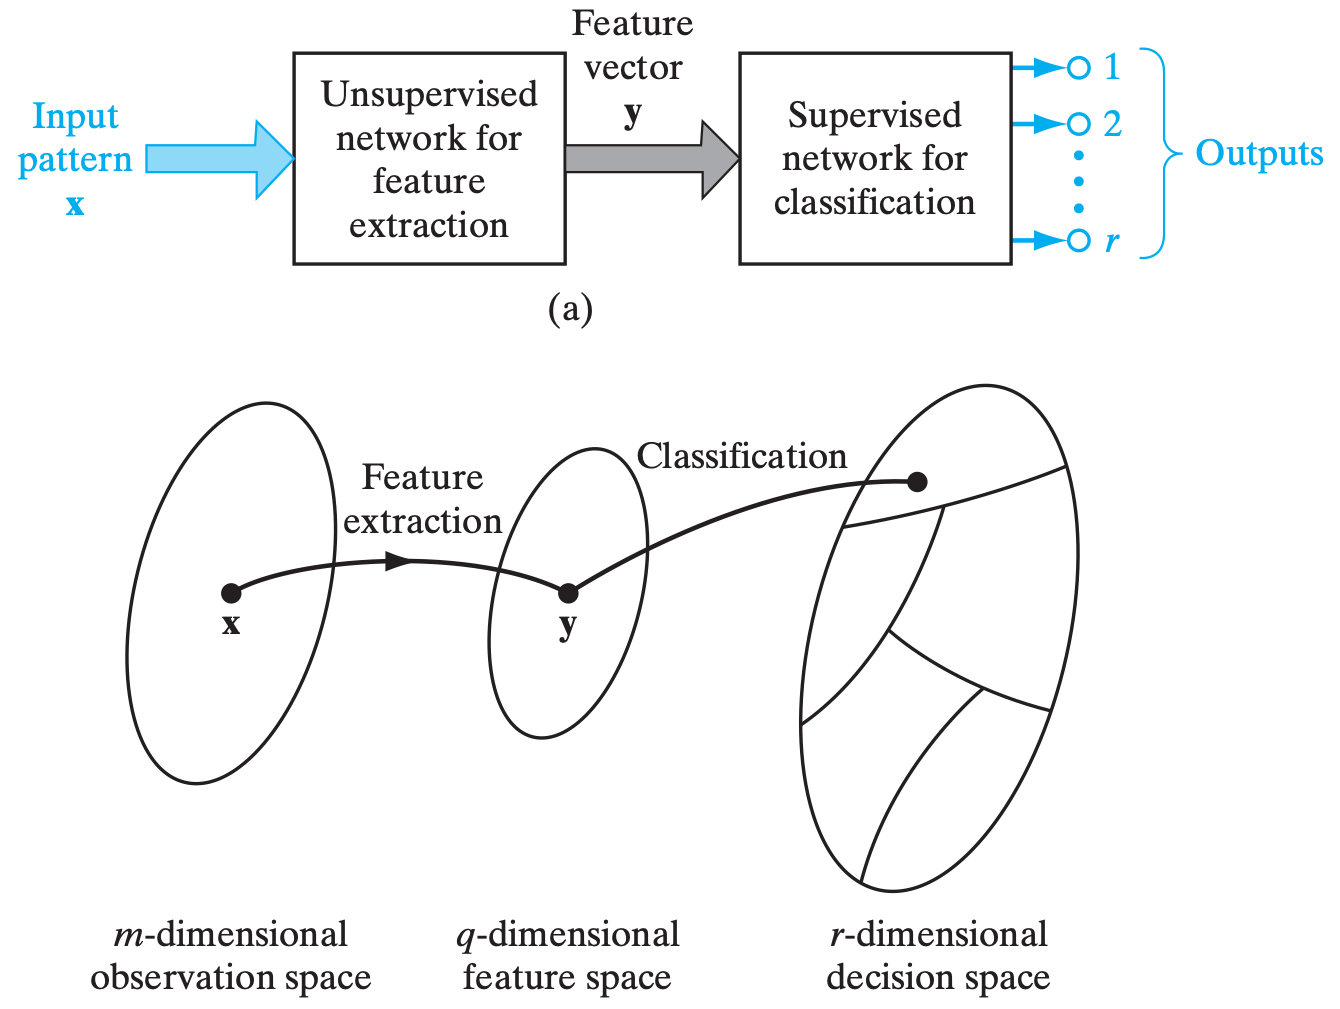 Input
pattern
x
Unsupervised
network for
feature
extraction
Feature
vector
y
Supervised
network for
classification
1
2
r
Outputs
(a)
Feature
extraction
Classification
x
y
m-dimensional
observation space
q-dimensional
feature space
r-dimensional
decision space